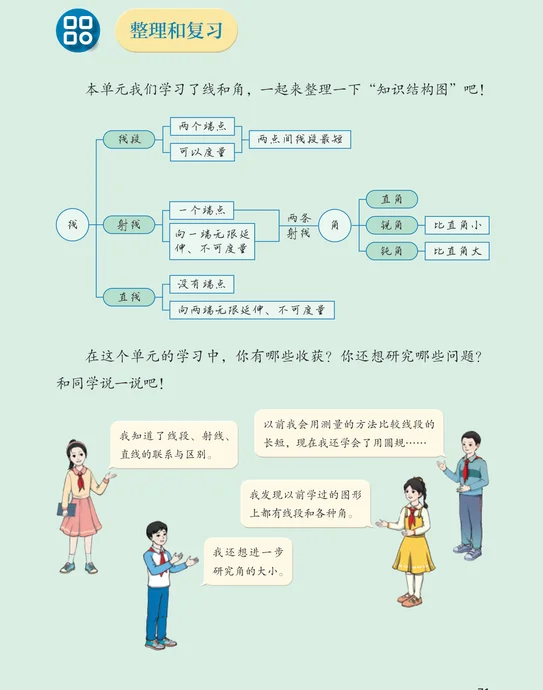 整理和复习
本单元我们学习了线和角，一起来整理一下“知识结构图”吧！
线
线段
两个端点
可以度量
两点间线段最短
射线
一个端点
向一端无限延
伸、不可度量
两条
射线
角
直角
锐角
比直角小
钝角
比直角大
直线
没有端点
向两端无限延伸、不可度量
在这个单元的学习中，你有哪些收获？你还想研究哪些问题？
和同学说一说吧！
我知道了线段、射线、
直线的联系与区别。
以前我会用测量的方法比较线段的
长短，现在我还学会了用圆规……
我发现以前学过的图形
上都有线段和各种角。
我还想进一步
研究角的大小。